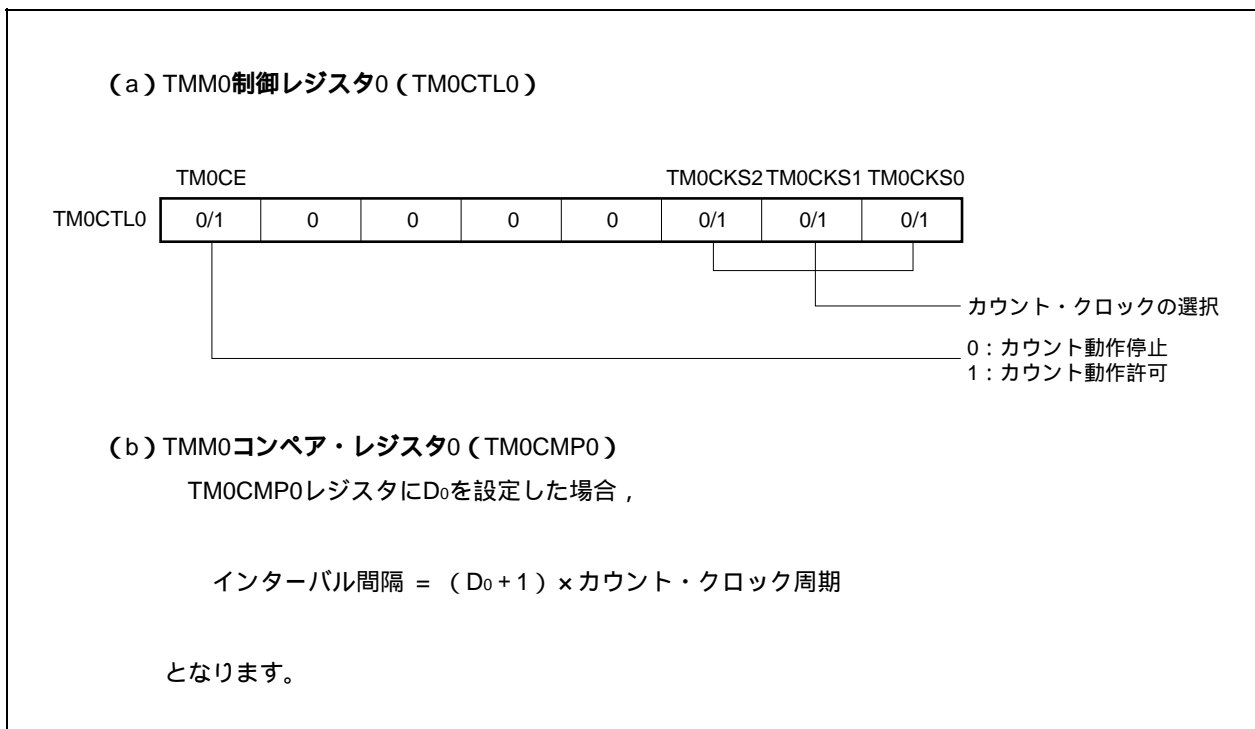 (a)TMM0制御レジスタ0(TM0CTL0)
TM0CE TM0CKS2 TM0CKS1 TM0CKS0
TM0CTL0 0/1 0 0 0 0 0/1 0/1 0/1
カウント・クロックの選択
0:カウント動作停止
1:カウント動作許可
(b)TMM0コンペア・レジスタ0(TM0CMP0)
TM0CMP0レジスタにD0を設定した場合,
インターバル間隔 = (D0+1)×カウント・クロック周期
となります。